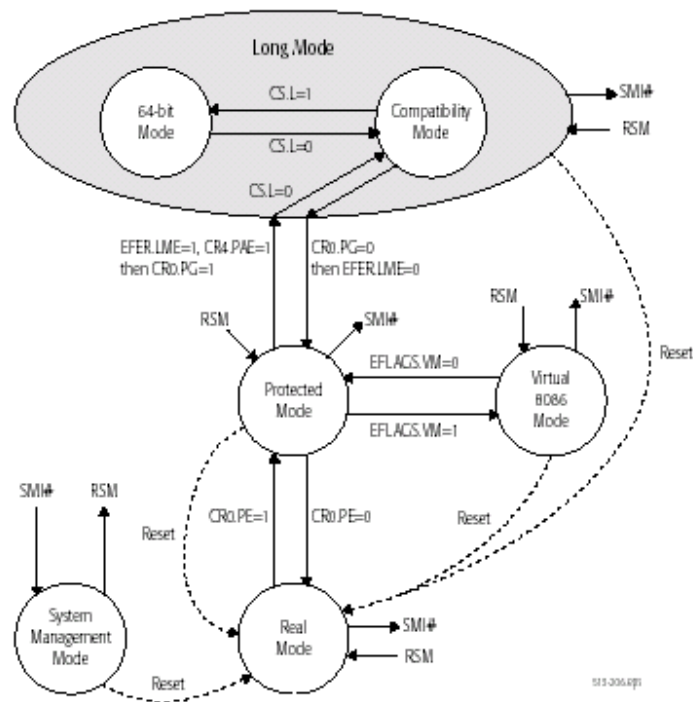 Long Mode
64-bit
Mode
CS.L=1
CS.L=0
Compatibility
Mode
SMI#
RSM
CS.L=0
EFER.LME=1, CR4.PAE=1
then CR0.PG=1
CR0.PG=0
then EFER.LME=0
RSM
SMI#
RSM
SMI#
Reset
Protected
Mode
EFLAGS.VM=0
EFLAGS.VM=1
Virtual
8086
Mode
SMI#
RSM
Reset
CR0.PE=1
CR0.PE=0
Reset
System
Management
Mode
Reset
Real
Mode
SMI#
RSM
513-206.eps